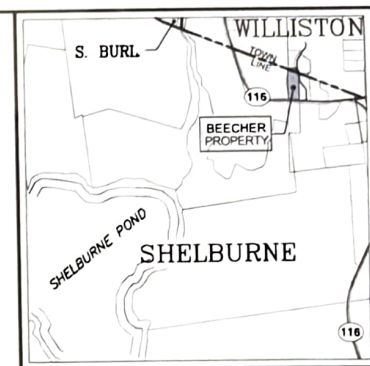 WILLISTON
S. BURL.
TOWN
LINE
116
BEECHER
PROPERTY
SHELBURNE POND
SHELBURNE
116